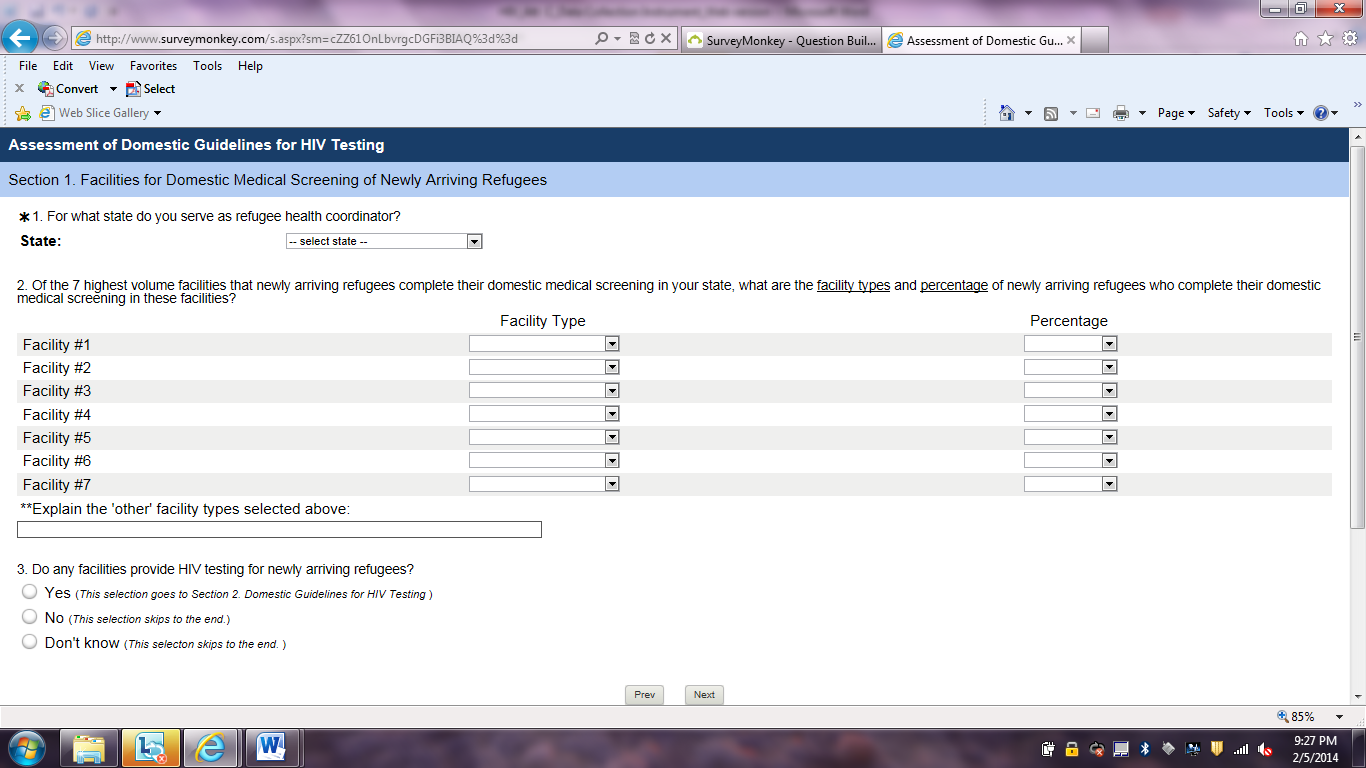 http://www.surveymonkey.com/s.aspx?sm=cZZ61OnLbvrgcDGFi3BIAQ%3d%3d
SurveyMonkey - Question Buil...
Assessment of Domestic Gu...
File Edit View Favorites Tools Help
Convert Select
Web Slice Gallery
Page Safety Tools
Assessment of Domestic Guidelines for HIV Testing
Section 1. Facilities for Domestic Medical Screening of Newly Arriving Refugees
*1. For what state do you serve as refugee health coordinator?
State: -- select state --
2. Of the 7 highest volume facilities that newly arriving refugees complete their domestic medical screening in your state, what are the facility types and percentage of newly arriving refugees who complete their domestic
medical screening in these facilities?
Facility Type Percentage
Facility #1
Facility #2
Facility #3
Facility #4
Facility #5
Facility #6
Facility #7
**Explain the 'other' facility types selected above:
3. Do any facilities provide HIV testing for newly arriving refugees?
Yes (This selection goes to Section 2. Domestic Guidelines for HIV Testing )
No (This selection skips to the end.)
Don't know (This selecton skips to the end. )
Prev Next
85%
9:27 PM
2/5/2014